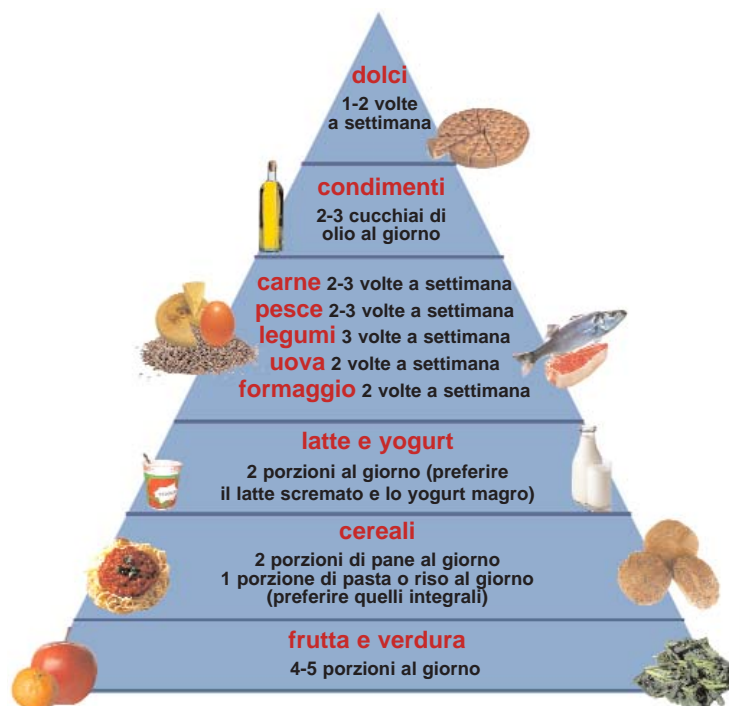 dolci
1-2 volte
a settimana
condimenti
2-3 cucchiai di
olio al giorno
carne 2-3 volte a settimana
pesce 2-3 volte a settimana
legumi 3 volte a settimana
uova 2 volte a settimana
formaggio 2 volte a settimana
latte e yogurt
2 porzioni al giorno (preferire
il latte scremato e lo yogurt magro)
cereali
2 porzioni di pane al giorno
1 porzione di pasta o riso al giorno
(preferire quelli integrali)
frutta e verdura
4-5 porzioni al giorno